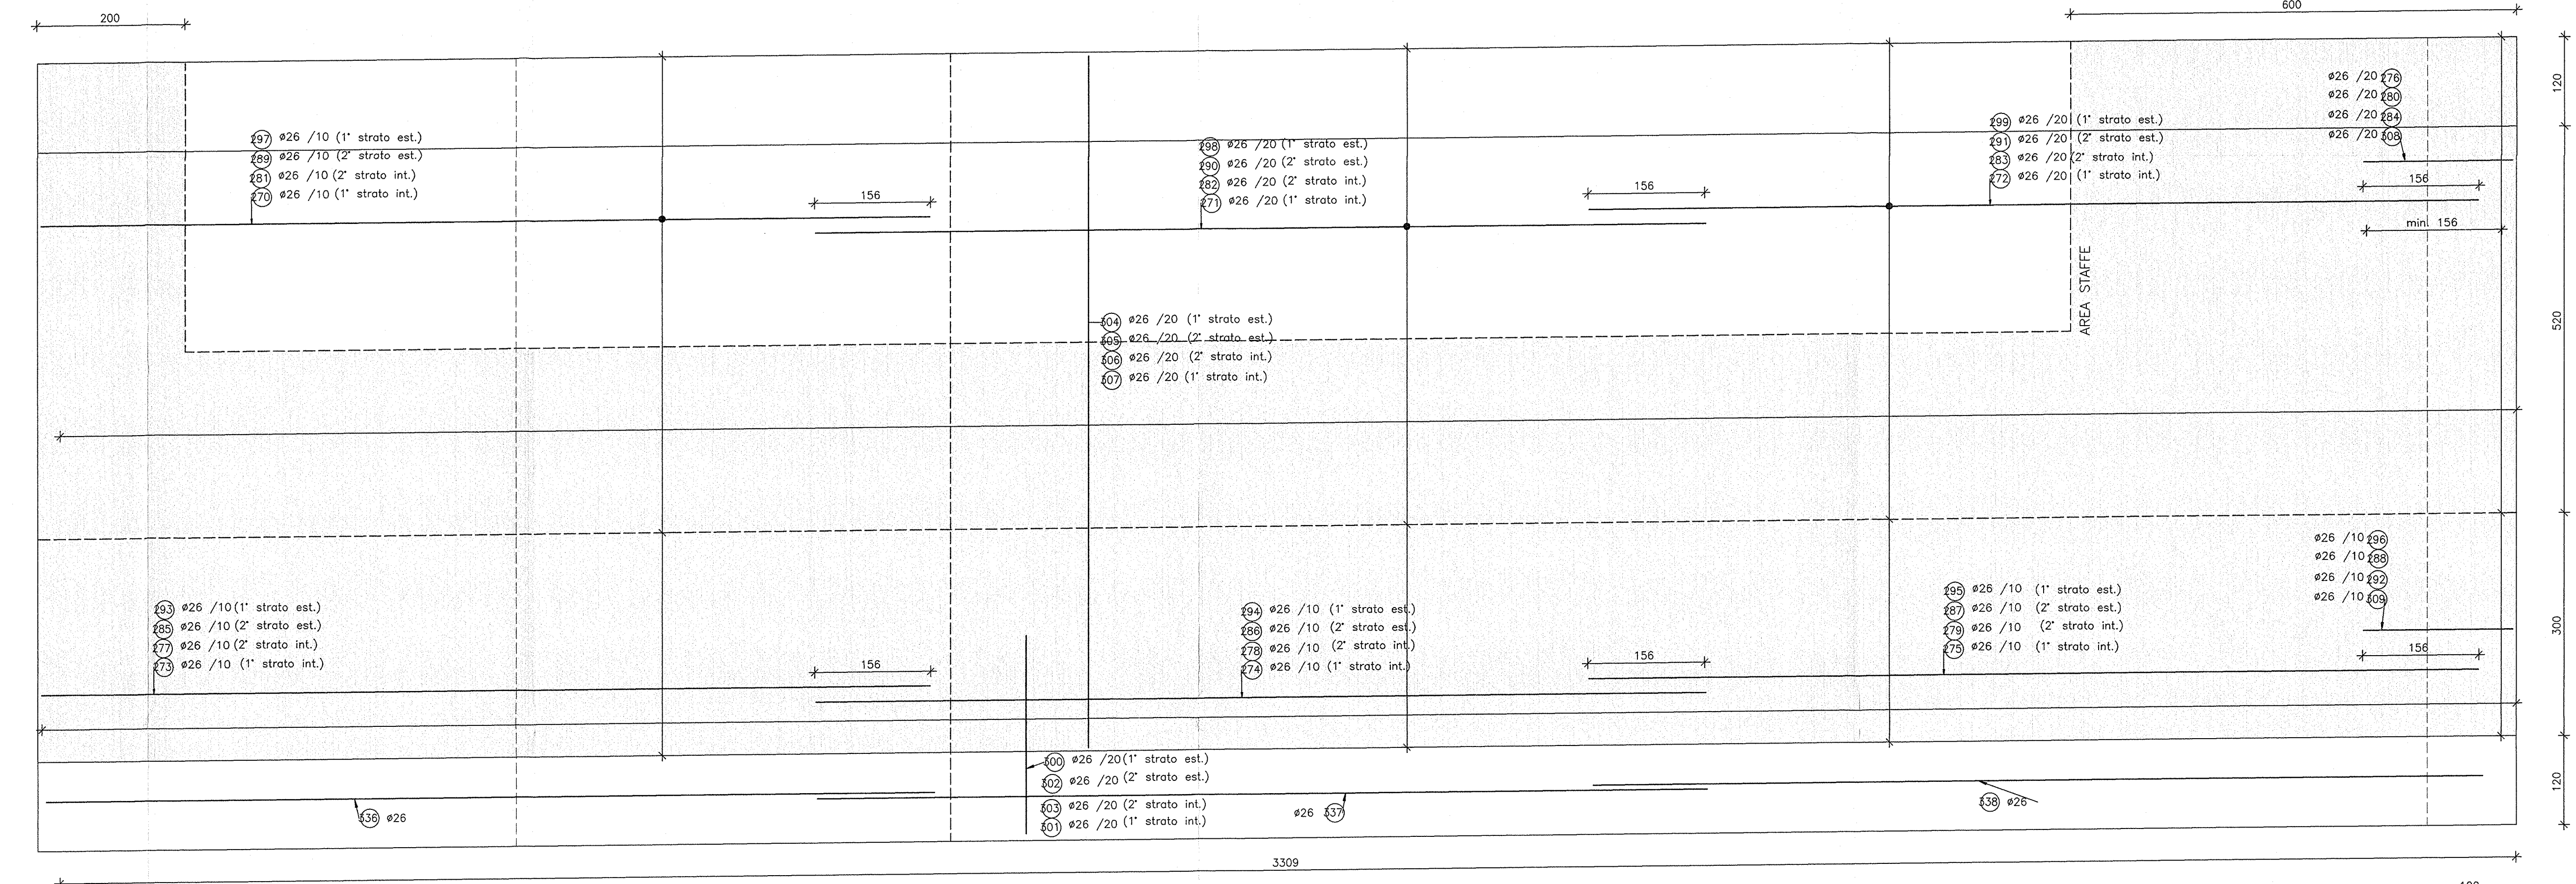 200
600
297 ø26 /10 (1° strato est.)
289 ø26 /10 (2° strato est.)
281 ø26 /10 (2° strato int.)
270 ø26 /10 (1° strato int.)
156
298 ø26 /20 (1° strato est.)
290 ø26 /20 (2° strato est.)
282 ø26 /20 (2° strato int.)
271 ø26 /20 (1° strato int.)
156
299 ø26 /20 (1° strato est.)
291 ø26 /20 (2° strato est.)
283 ø26 /20 (2° strato int.)
272 ø26 /20 (1° strato int.)
ø26 /20 276
ø26 /20 280
ø26 /20 284
ø26 /20 308
156
min. 156
120
AREA STAFFE
520
304 ø26 /20 (1° strato est.)
305 ø26 /20 (2° strato est.)
306 ø26 /20 (2° strato int.)
307 ø26 /20 (1° strato int.)
293 ø26 /10 (1° strato est.)
285 ø26 /10 (2° strato est.)
277 ø26 /10 (2° strato int.)
273 ø26 /10 (1° strato int.)
156
294 ø26 /10 (1° strato est.)
286 ø26 /10 (2° strato est.)
278 ø26 /10 (2° strato int.)
274 ø26 /10 (1° strato int.)
156
295 ø26 /10 (1° strato est.)
287 ø26 /10 (2° strato est.)
279 ø26 /10 (2° strato int.)
275 ø26 /10 (1° strato int.)
ø26 /10 296
ø26 /10 288
ø26 /10 292
ø26 /10 309
156
300
300 ø26 /20 (1° strato est.)
302 ø26 /20 (2° strato est.)
303 ø26 /20 (2° strato int.)
301 ø26 /20 (1° strato int.)
336 ø26
ø26 337
338 ø26
120
3309